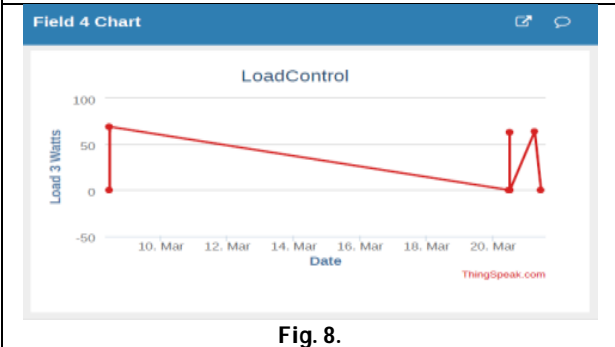 Field 4 Chart
LoadControl
Load 3 Watts
100
50
0
-50
10. Mar 12. Mar 14. Mar 16. Mar 18. Mar 20. Mar
Date
ThingSpeak.com
Fig. 8.